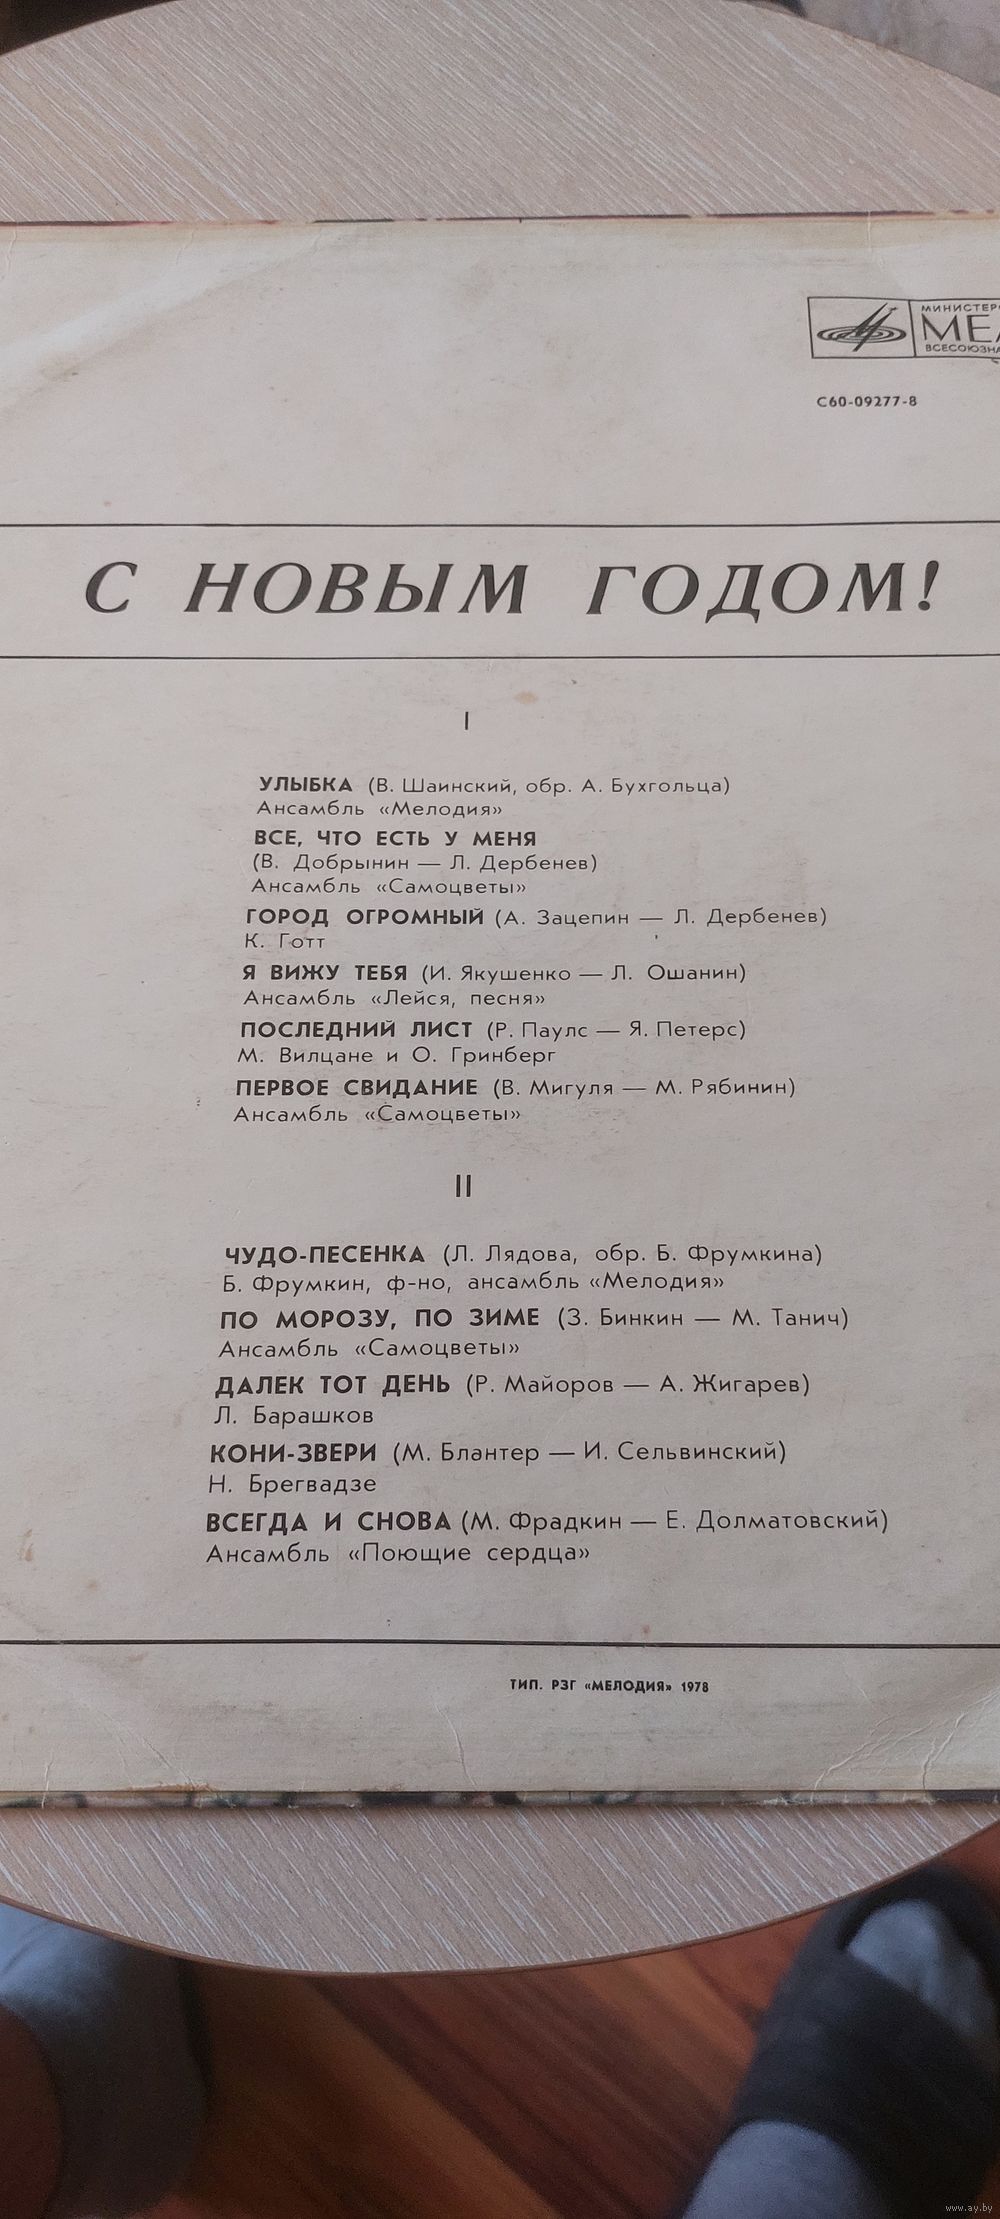 МИНИСТЕР
МЕЛ
ВСЕСОЮЗНА
С60-09277-8
С НОВЫМ ГОДОМ!
I
УЛЫБКА (В. Шаинский, обр. А. Бухгольца)
Ансамбль «Мелодия»
ВСЕ, ЧТО ЕСТЬ У МЕНЯ
(В. Добрынин — Л. Дербенев)
Ансамбль «Самоцветы»
ГОРОД ОГРОМНЫЙ (А. Зацепин — Л. Дербенев)
К. Готт
Я ВИЖУ ТЕБЯ (И. Якушенко — Л. Ошанин)
Ансамбль «Лейся, песня»
ПОСЛЕДНИЙ ЛИСТ (Р. Паулс — Я. Петерс)
М. Вилцане и О. Гринберг
ПЕРВОЕ СВИДАНИЕ (В. Мигуля — М. Рябинин)
Ансамбль «Самоцветы»
II
ЧУДО-ПЕСЕНКА (Л. Лядова, обр. Б. Фрумкина)
Б. Фрумкин, ф-но, ансамбль «Мелодия»
ПО МОРОЗУ, ПО ЗИМЕ (З. Бинкин — М. Танич)
Ансамбль «Самоцветы»
ДАЛЕК ТОТ ДЕНЬ (Р. Майоров — А. Жигарев)
Л. Барашков
КОНИ-ЗВЕРИ (М. Блантер — И. Сельвинский)
Н. Брегвадзе
ВСЕГДА И СНОВА (М. Фрадкин — Е. Долматовский)
Ансамбль «Поющие сердца»
ТИП. РЗГ «МЕЛОДИЯ» 1978
www.ay.by